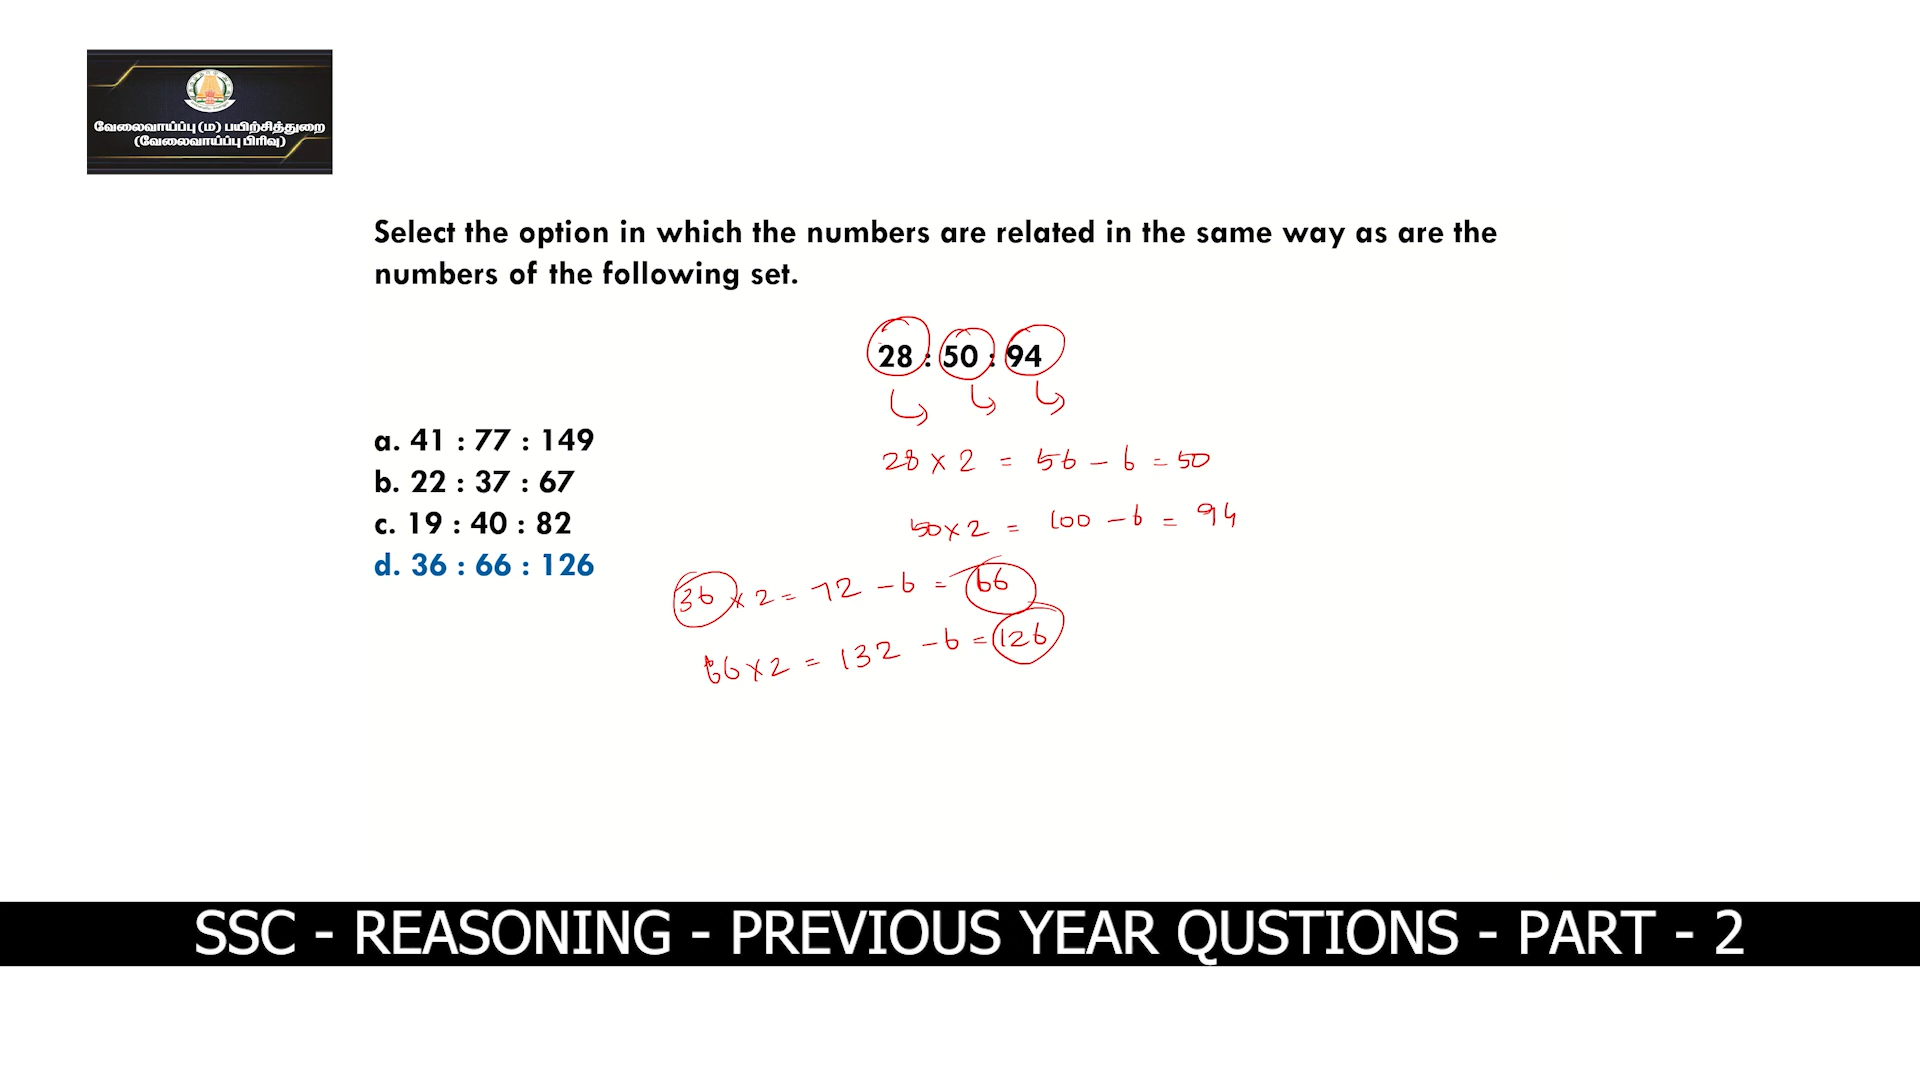 வேலைவாய்ப்பு (ம) பயிற்சித்துறை
(வேலைவாய்ப்பு பிரிவு)
Select the option in which the numbers are related in the same way as are the
numbers of the following set.
28 : 50 : 94
a. 41 : 77 : 149
b. 22 : 37 : 67
c. 19 : 40 : 82
d. 36 : 66 : 126
28 × 2 = 56 - 6 = 50
50 × 2 = 100 - 6 = 94
36 × 2 = 72 - 6 = 66
66 × 2 = 132 - 6 = 126
SSC - REASONING - PREVIOUS YEAR QUSTIONS - PART - 2